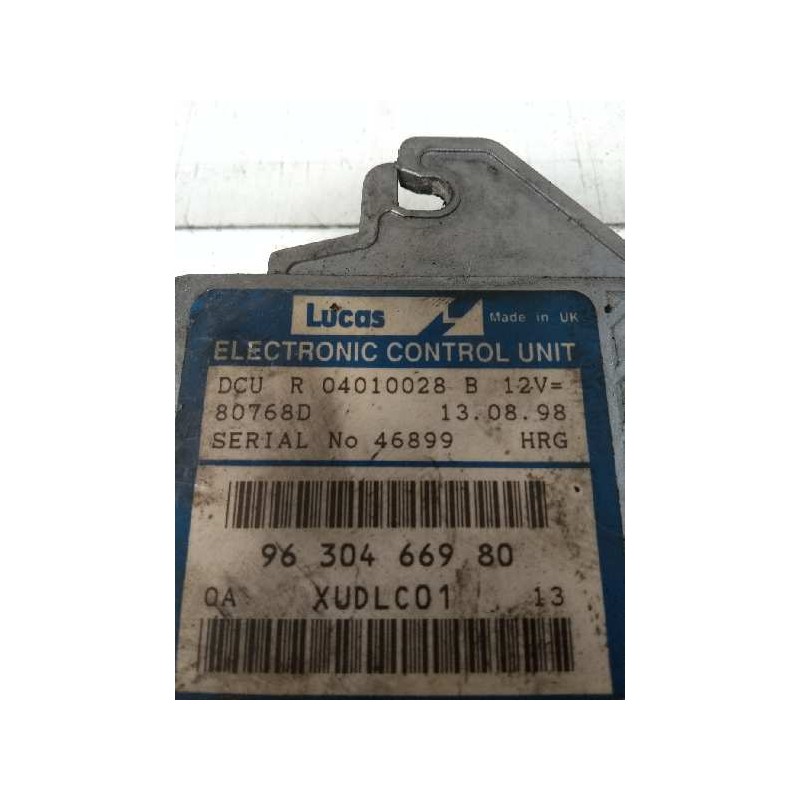 Lucas Made in UK
ELECTRONIC CONTROL UNIT
DCU R 04010028 B 12V=
80768D 13.08.98
SERIAL No 46899 HRG
96 304 669 80
QA XUDLC01 13